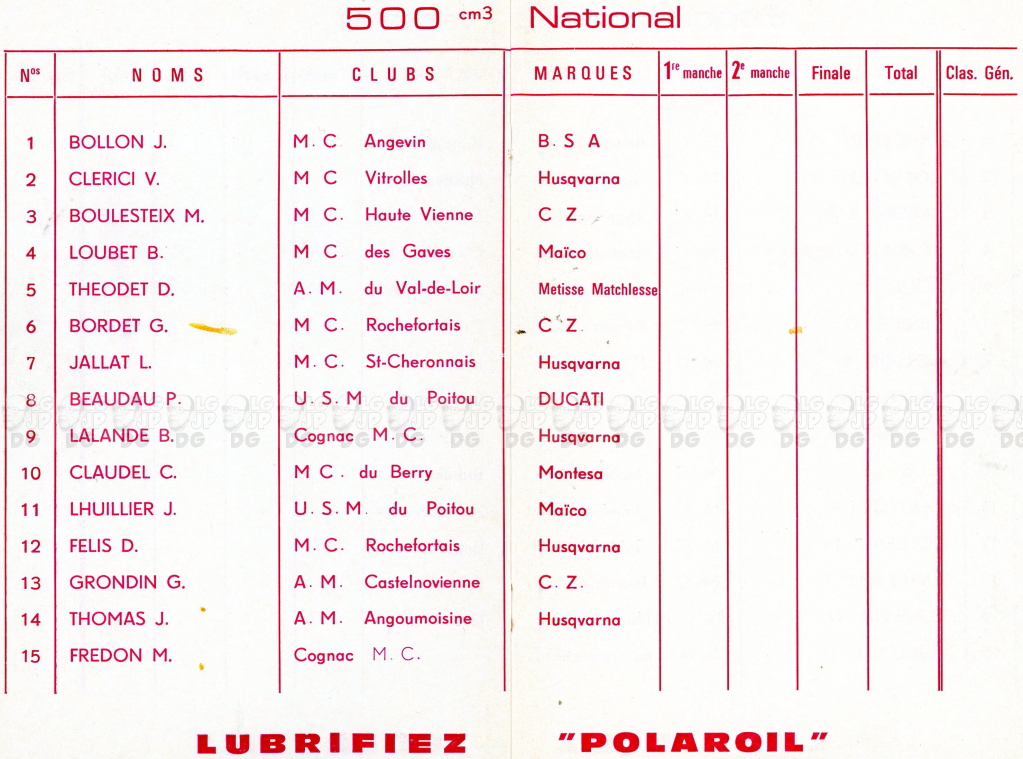 500 cm3 National
Nos NOMS CLUBS MARQUES 1re manche 2e manche Finale Total Clas. Gén.
1 BOLLON J. M. C. Angevin B. S A
2 CLERICI V. M C Vitrolles Husqvarna
3 BOULESTEIX M. M C. Haute Vienne C Z.
4 LOUBET B. M C. des Gaves Maïco
5 THEODET D. A. M. du Val-de-Loir Metisse Matchlesse
6 BORDET G. M C. Rochefortais C Z.
7 JALLAT L. M. C. St-Cheronnais Husqvarna
8 BEAUDAU P. U. S. M du Poitou DUCATI
9 LALANDE B. Cognac M. C. Husqvarna
10 CLAUDEL C. M C. du Berry Montesa
11 LHUILLIER J. U. S. M. du Poitou Maïco
12 FELIS D. M. C. Rochefortais Husqvarna
13 GRONDIN G. A. M. Castelnovienne C. Z.
14 THOMAS J. A. M. Angoumoisine Husqvarna
15 FREDON M. Cognac M. C.
LUBRIFIEZ "POLAROIL"